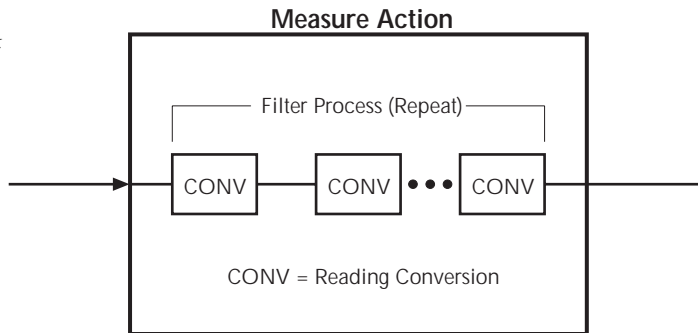 Measure Action
Filter Process (Repeat)
CONV
CONV
CONV
CONV = Reading Conversion